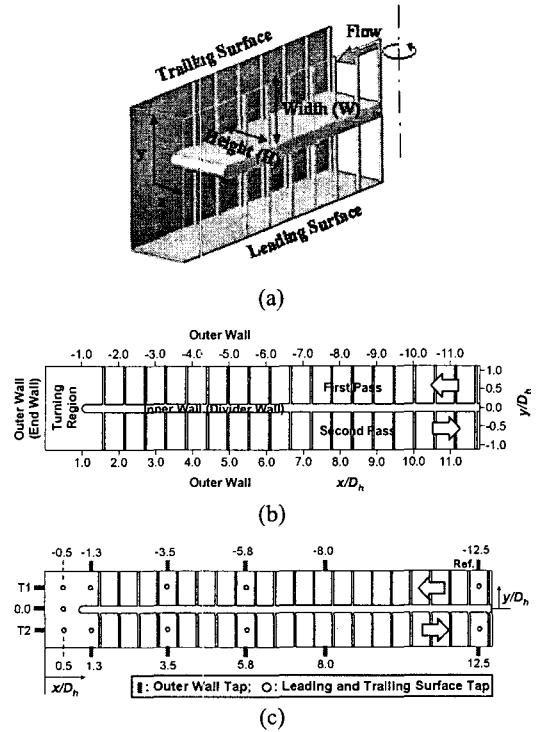 Trailing Surface
Flow
Width (W)
Height (H)
y
Leading Surface
(a)
Outer Wall
-1.0 -2.0 -3.0 -4.0 -5.0 -6.0 -7.0 -8.0 -9.0 -10.0 -11.0
Outer Wall
(End Wall)
Turning
Region
First Pass
nner Wall (Divider Wall)
Second Pass
1.0
0.5
0.0
-0.5
-1.0
y/Dh
1.0 2.0 3.0 4.0 5.0 6.0 7.0 8.0 9.0 10.0 11.0
Outer Wall x/Dh
(b)
-0.5 -1.3 -3.5 -5.8 -8.0 -12.5
Ref.
T1
0.0
T2
y/Dh
0.5 1.3 3.5 5.8 8.0 12.5
x/Dh
: Outer Wall Tap; O: Leading and Trailing Surface Tap
(c)